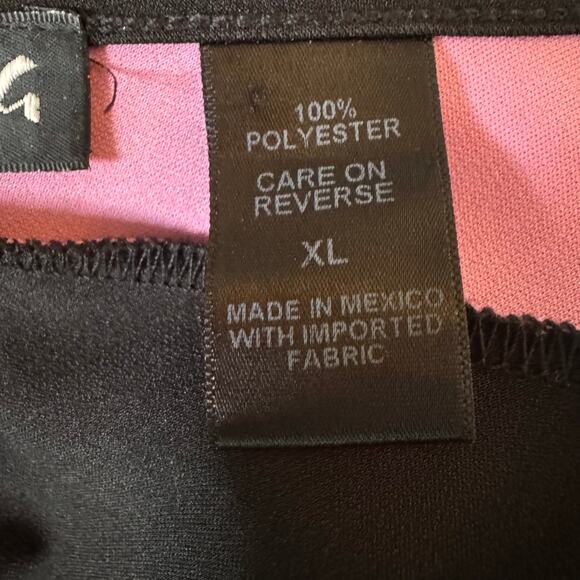 100%
POLYESTER
CARE ON
REVERSE
XL
MADE IN MEXICO
WITH IMPORTED
FABRIC